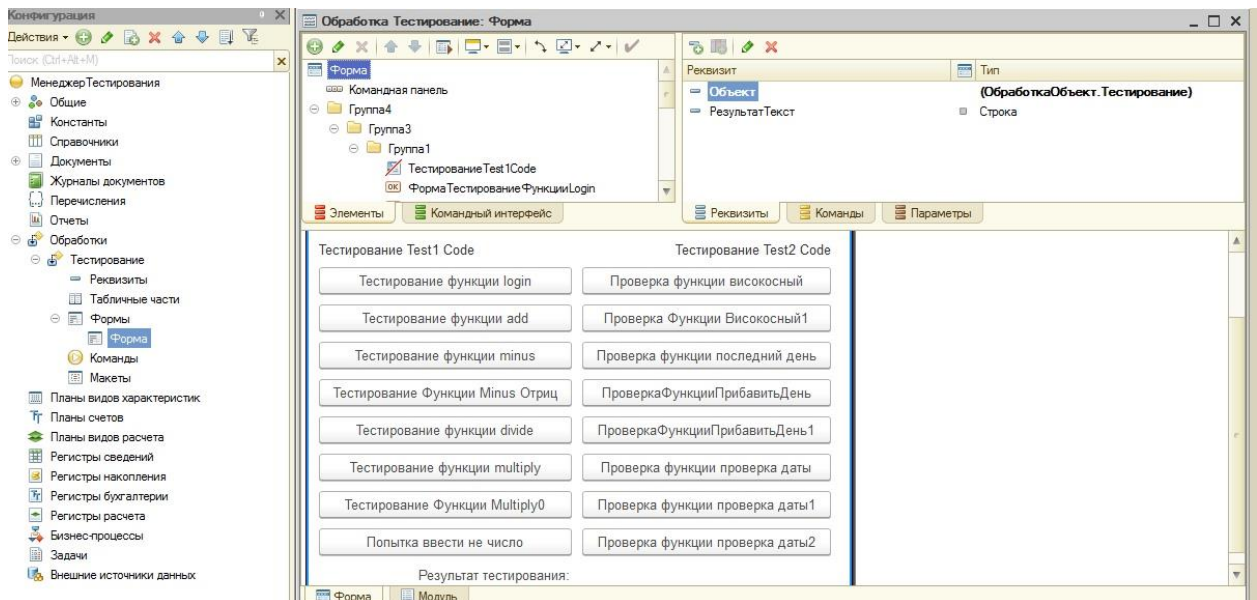 Конфигурация
Действия
Поиск (Ctrl+Alt+M)
МенеджерТестирования
Общие
Константы
Справочники
Документы
Журналы документов
Перечисления
Отчеты
Обработки
Тестирование
Реквизиты
Табличные части
Формы
Форма
Команды
Макеты
Планы видов характеристик
Планы счетов
Планы видов расчета
Регистры сведений
Регистры накопления
Регистры бухгалтерии
Регистры расчета
Бизнес-процессы
Задачи
Внешние источники данных
Обработка Тестирование: Форма
Форма
Командная панель
Группа4
Группа3
Группа1
ТестированиеTest1Code
ФормаТестированиеФункцииLogin
Элементы Командный интерфейс
Реквизит Тип
Объект (ОбработкаОбъект.Тестирование)
РезультатТекст Строка
Реквизиты Команды Параметры
Тестирование Test1 Code Тестирование Test2 Code
Тестирование функции login Проверка функции високосный
Тестирование функции add Проверка Функции Високосный1
Тестирование функции minus Проверка функции последний день
Тестирование Функции Minus Отриц ПроверкаФункцииПрибавитьДень
Тестирование функции divide ПроверкаФункцииПрибавитьДень1
Тестирование функции multiply Проверка функции проверка даты
Тестирование Функции Multiply0 Проверка функции проверка даты1
Попытка ввести не число Проверка функции проверка даты2
Результат тестирования:
Форма Модуль